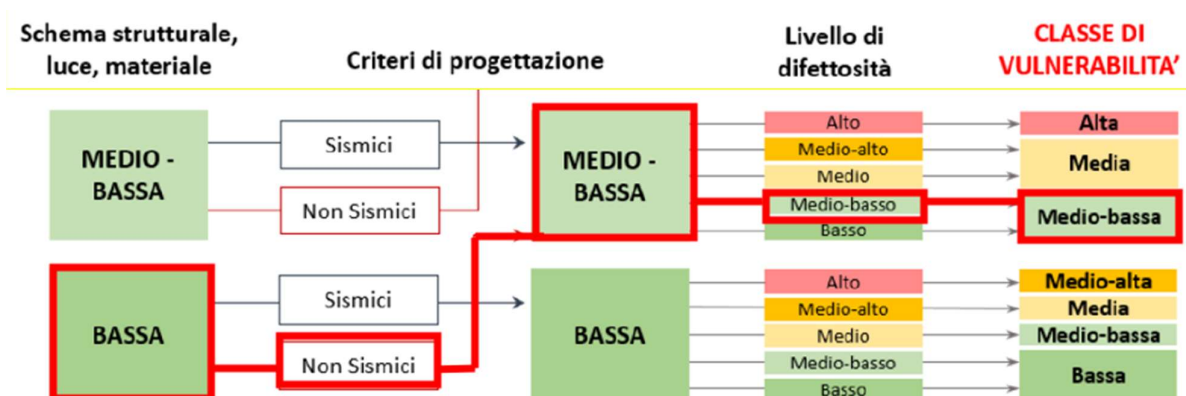 Schema strutturale,
luce, materiale
Criteri di progettazione
Livello di
difettosità
CLASSE DI
VULNERABILITA'
MEDIO -
BASSA
Sismici
Non Sismici
MEDIO -
BASSA
Alto
Medio-alto
Medio
Medio-basso
Basso
Alta
Media
Medio-bassa
BASSA
Sismici
Non Sismici
BASSA
Alto
Medio-alto
Medio
Medio-basso
Basso
Medio-alta
Media
Medio-bassa
Bassa